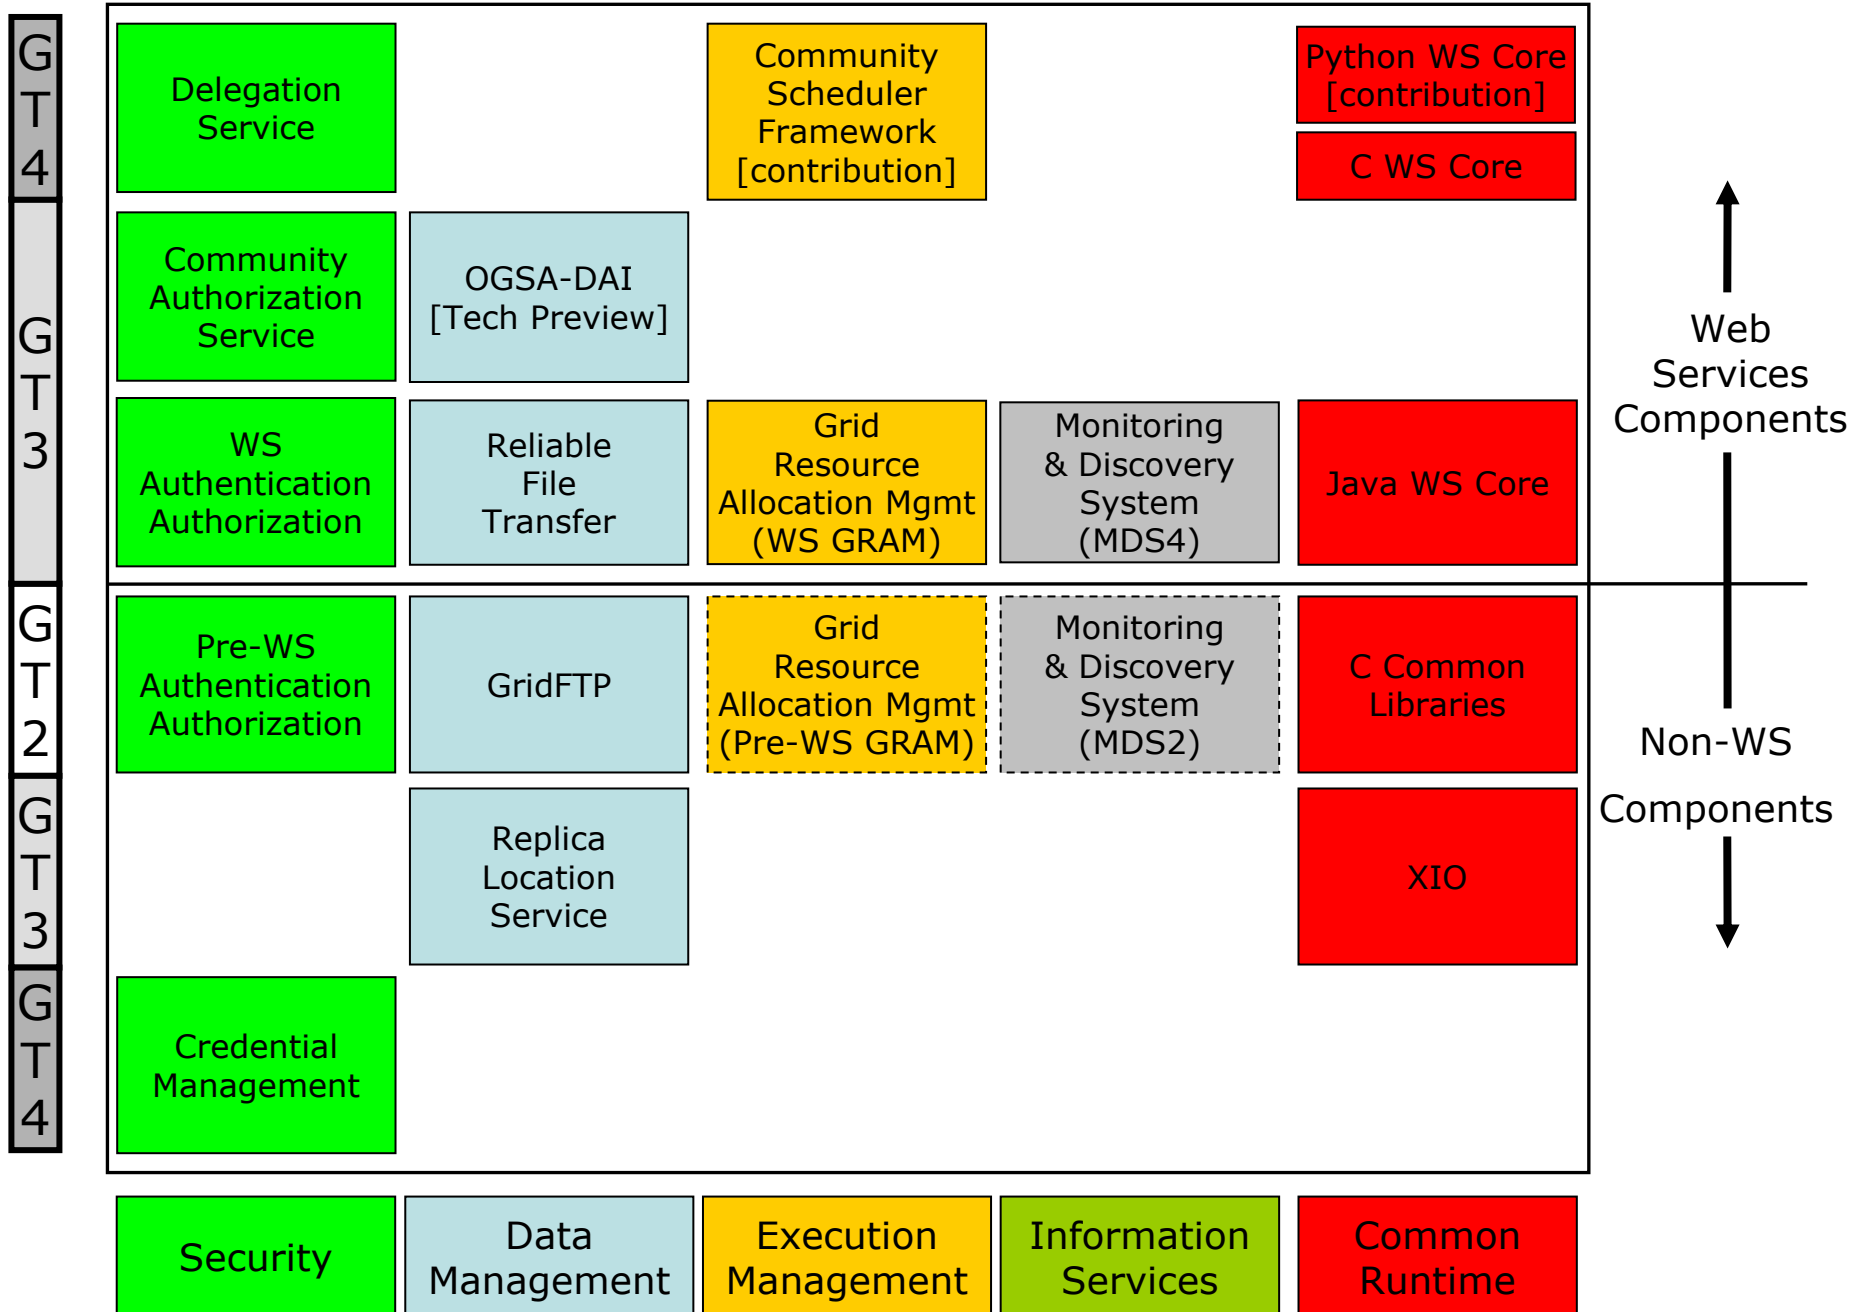 G
T
4
G
T
3
G
T
2
G
T
3
G
T
4
Delegation
Service
Community
Scheduler
Framework
[contribution]
Python WS Core
[contribution]
C WS Core
Community
Authorization
Service
OGSA-DAI
[Tech Preview]
WS
Authentication
Authorization
Reliable
File
Transfer
Grid
Resource
Allocation Mgmt
(WS GRAM)
Monitoring
& Discovery
System
(MDS4)
Java WS Core
Web
Services
Components
Pre-WS
Authentication
Authorization
GridFTP
Grid
Resource
Allocation Mgmt
(Pre-WS GRAM)
Monitoring
& Discovery
System
(MDS2)
C Common
Libraries
Non-WS
Components
Replica
Location
Service
XIO
Credential
Management
Security
Data
Management
Execution
Management
Information
Services
Common
Runtime